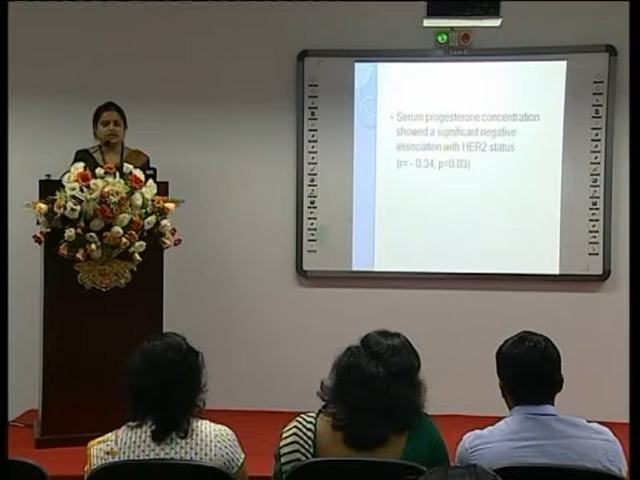 • Serum progesterone concentration
showed a significant negative
association with HER2 status
(r= - 0.34, p=0.03)